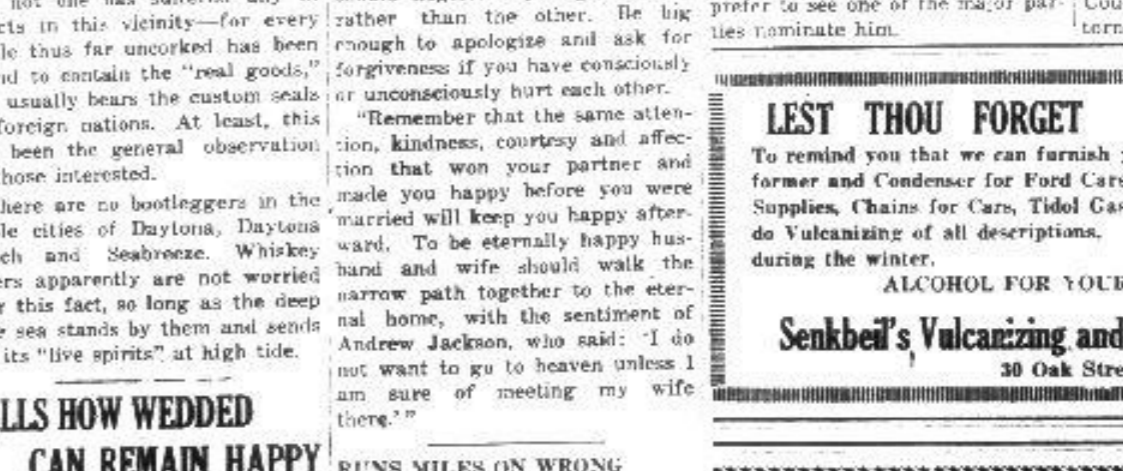 not one has suffered any
cts in this vicinity—for every
le thus far uncorked has been
nd to contain the "real goods,"
usually bears the custom seals
foreign nations. At least, this
been the general observation
hose interested.
here are no bootleggers in the
le cities of Daytona, Daytona
ch and Seabreeze. Whiskey
ers apparently are not worried
r this fact, so long as the deep
sea stands by them and sends
its "live spirits" at high tide.
LLS HOW WEDDED
CAN REMAIN HAPPY
rather than the other. Be big
enough to apologize and ask for
forgiveness if you have consciously
or unconsciously hurt each other.
"Remember that the same atten-
tion, kindness, courtesy and affec-
tion that won your partner and
made you happy before you were
married will keep you happy after-
ward. To be eternally happy hus-
band and wife should walk the
narrow path together to the eter-
nal home, with the sentiment of
Andrew Jackson, who said: 'I do
not want to go to heaven unless I
am sure of meeting my wife
there.'"
RUNS MILES ON WRONG
prefer to see one of the major par-
ties nominate him.
LEST THOU FORGET
To remind you that we can furnish
former and Condenser for Ford Cars
Supplies, Chains for Cars, Tidol Gas
do Vulcanizing of all descriptions.
during the winter.
ALCOHOL FOR YOUR
Senkbeil's Vulcanizing and
30 Oak Stre
Cou
tern